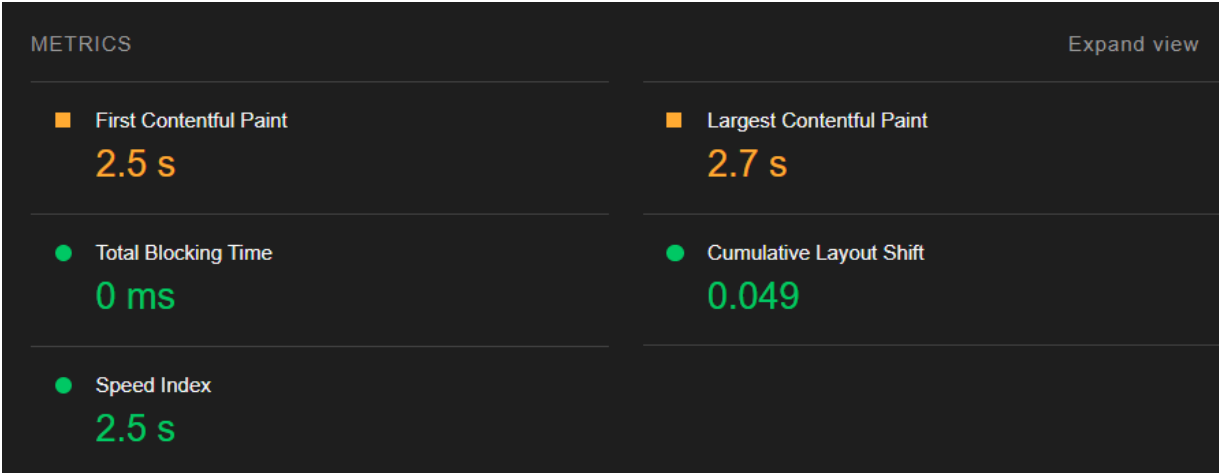 METRICS
Expand view
First Contentful Paint
2.5 s
Largest Contentful Paint
2.7 s
Total Blocking Time
0 ms
Cumulative Layout Shift
0.049
Speed Index
2.5 s